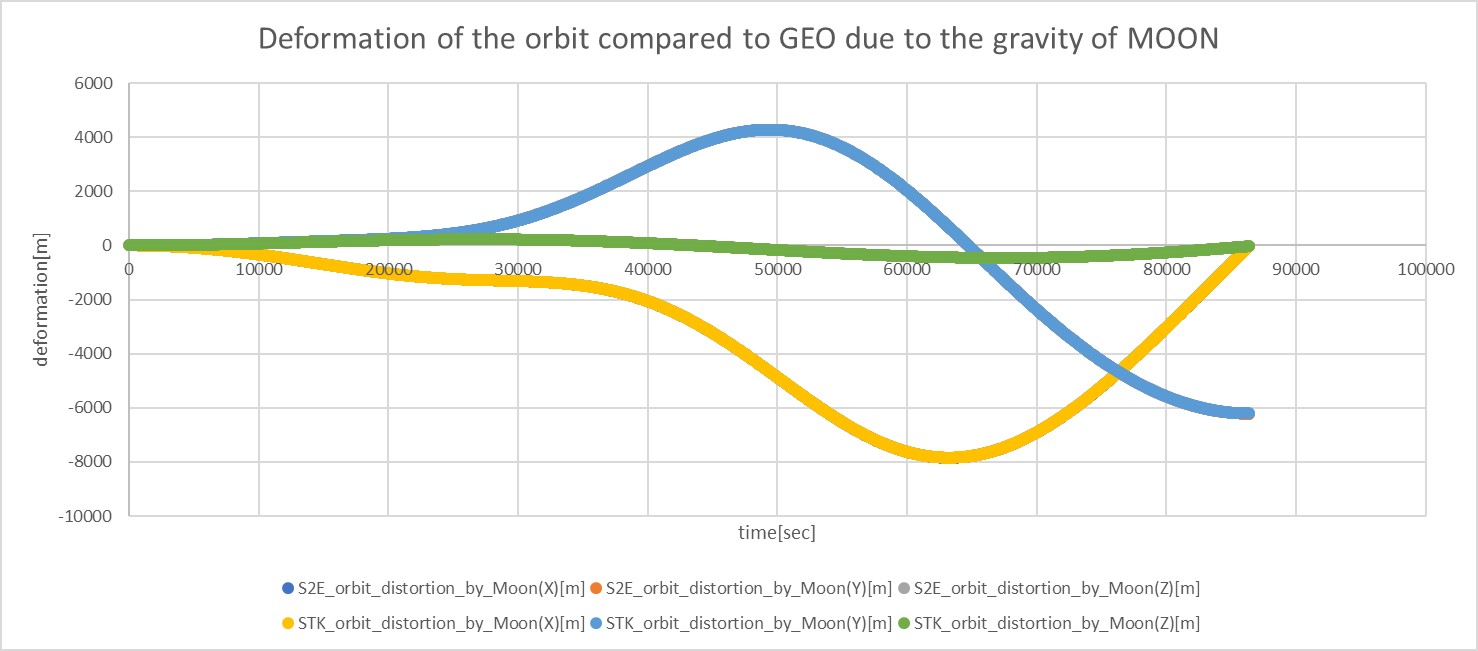 Deformation of the orbit compared to GEO due to the gravity of MOON
6000
4000
2000
0
-2000
-4000
-6000
-8000
-10000
deformation[m]
0 10000 20000 30000 40000 50000 60000 70000 80000 90000 100000
time[sec]
S2E_orbit_distortion_by_Moon(X)[m] S2E_orbit_distortion_by_Moon(Y)[m] S2E_orbit_distortion_by_Moon(Z)[m]
STK_orbit_distortion_by_Moon(X)[m] STK_orbit_distortion_by_Moon(Y)[m] STK_orbit_distortion_by_Moon(Z)[m]